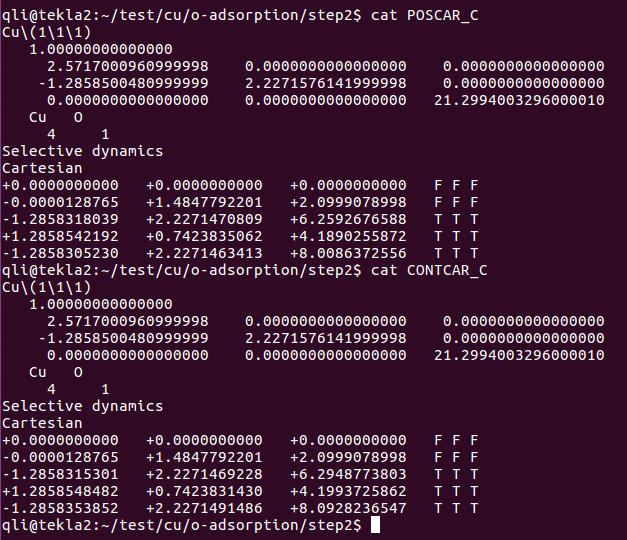 qli@tekla2:~/test/cu/o-adsorption/step2$ cat POSCAR_C
Cu\(1\1\1)
1.00000000000000
2.5717000960999998 0.0000000000000000 0.0000000000000000
-1.2858500480999999 2.2271576141999998 0.0000000000000000
0.0000000000000000 0.0000000000000000 21.2994003296000010
Cu O
4 1
Selective dynamics
Cartesian
+0.0000000000 +0.0000000000 +0.0000000000 F F F
-0.0000128765 +1.4847792201 +2.0999078998 F F F
-1.2858318039 +2.2271470809 +6.2592676588 T T T
+1.2858542192 +0.7423835062 +4.1890255872 T T T
-1.2858305230 +2.2271463413 +8.0086372556 T T T
qli@tekla2:~/test/cu/o-adsorption/step2$ cat CONTCAR_C
Cu\(1\1\1)
1.00000000000000
2.5717000960999998 0.0000000000000000 0.0000000000000000
-1.2858500480999999 2.2271576141999998 0.0000000000000000
0.0000000000000000 0.0000000000000000 21.2994003296000010
Cu O
4 1
Selective dynamics
Cartesian
+0.0000000000 +0.0000000000 +0.0000000000 F F F
-0.0000128765 +1.4847792201 +2.0999078998 F F F
-1.2858315301 +2.2271469228 +6.2948773803 T T T
+1.2858548482 +0.7423831430 +4.1993725862 T T T
-1.2858353852 +2.2271491486 +8.0928236547 T T T
qli@tekla2:~/test/cu/o-adsorption/step2$